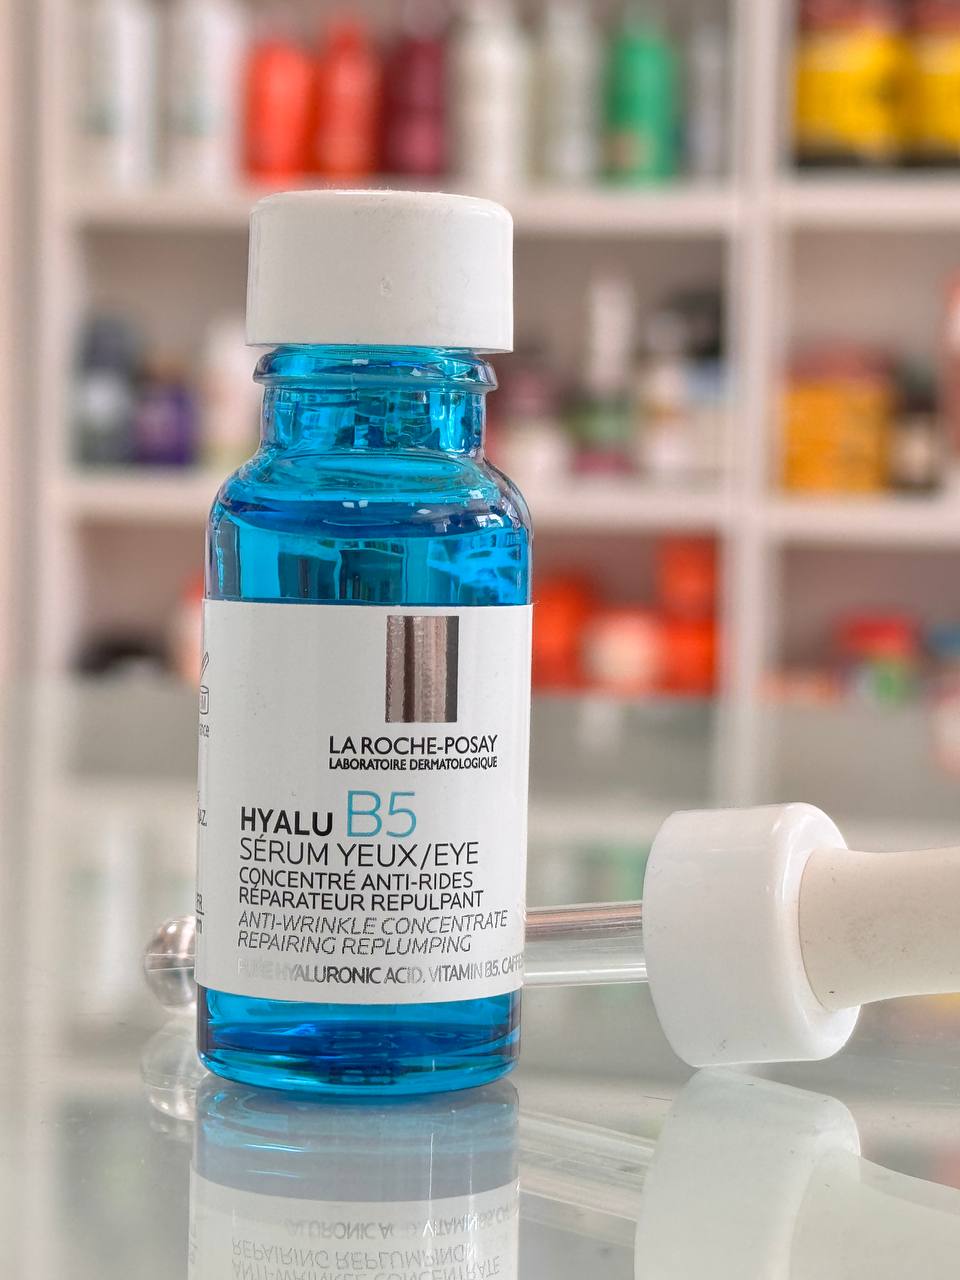 LA ROCHE-POSAY
LABORATOIRE DERMATOLOGIQUE
HYALU B5
SÉRUM YEUX/EYE
CONCENTRÉ ANTI-RIDES
RÉPARATEUR REPULPANT
ANTI-WRINKLE CONCENTRATE
REPAIRING REPLUMPING
PURE HYALURONIC ACID, VITAMIN B5,